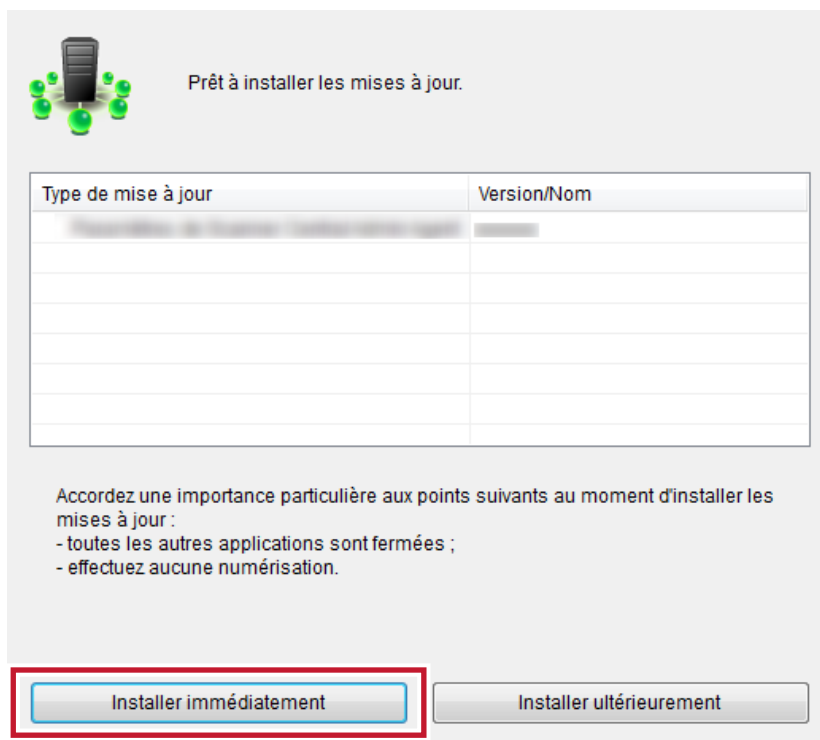 Prêt à installer les mises à jour.
Type de mise à jour Version/Nom
Accordez une importance particulière aux points suivants au moment d'installer les
mises à jour :
- toutes les autres applications sont fermées ;
- effectuez aucune numérisation.
Installer immédiatement Installer ultérieurement